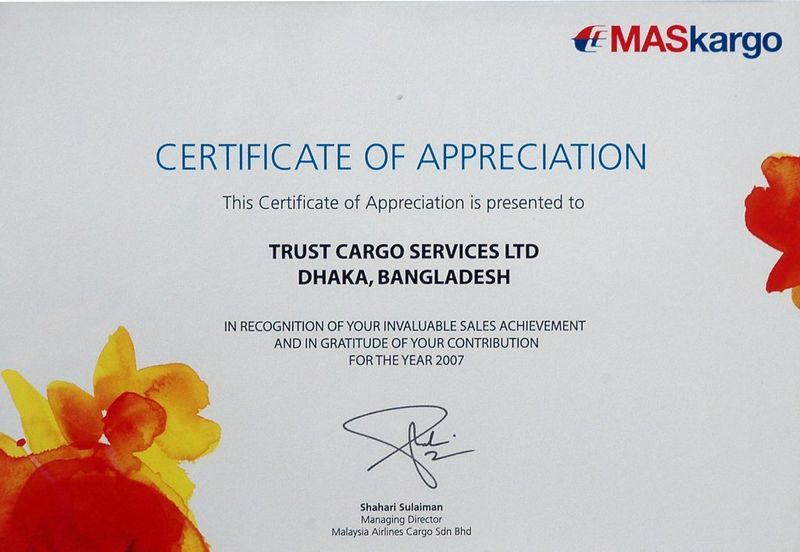 MASkargo
CERTIFICATE OF APPRECIATION
This Certificate of Appreciation is presented to
TRUST CARGO SERVICES LTD
DHAKA, BANGLADESH
IN RECOGNITION OF YOUR INVALUABLE SALES ACHIEVEMENT
AND IN GRATITUDE OF YOUR CONTRIBUTION
FOR THE YEAR 2007
Shahari Sulaiman
Managing Director
Malaysia Airlines Cargo Sdn Bhd